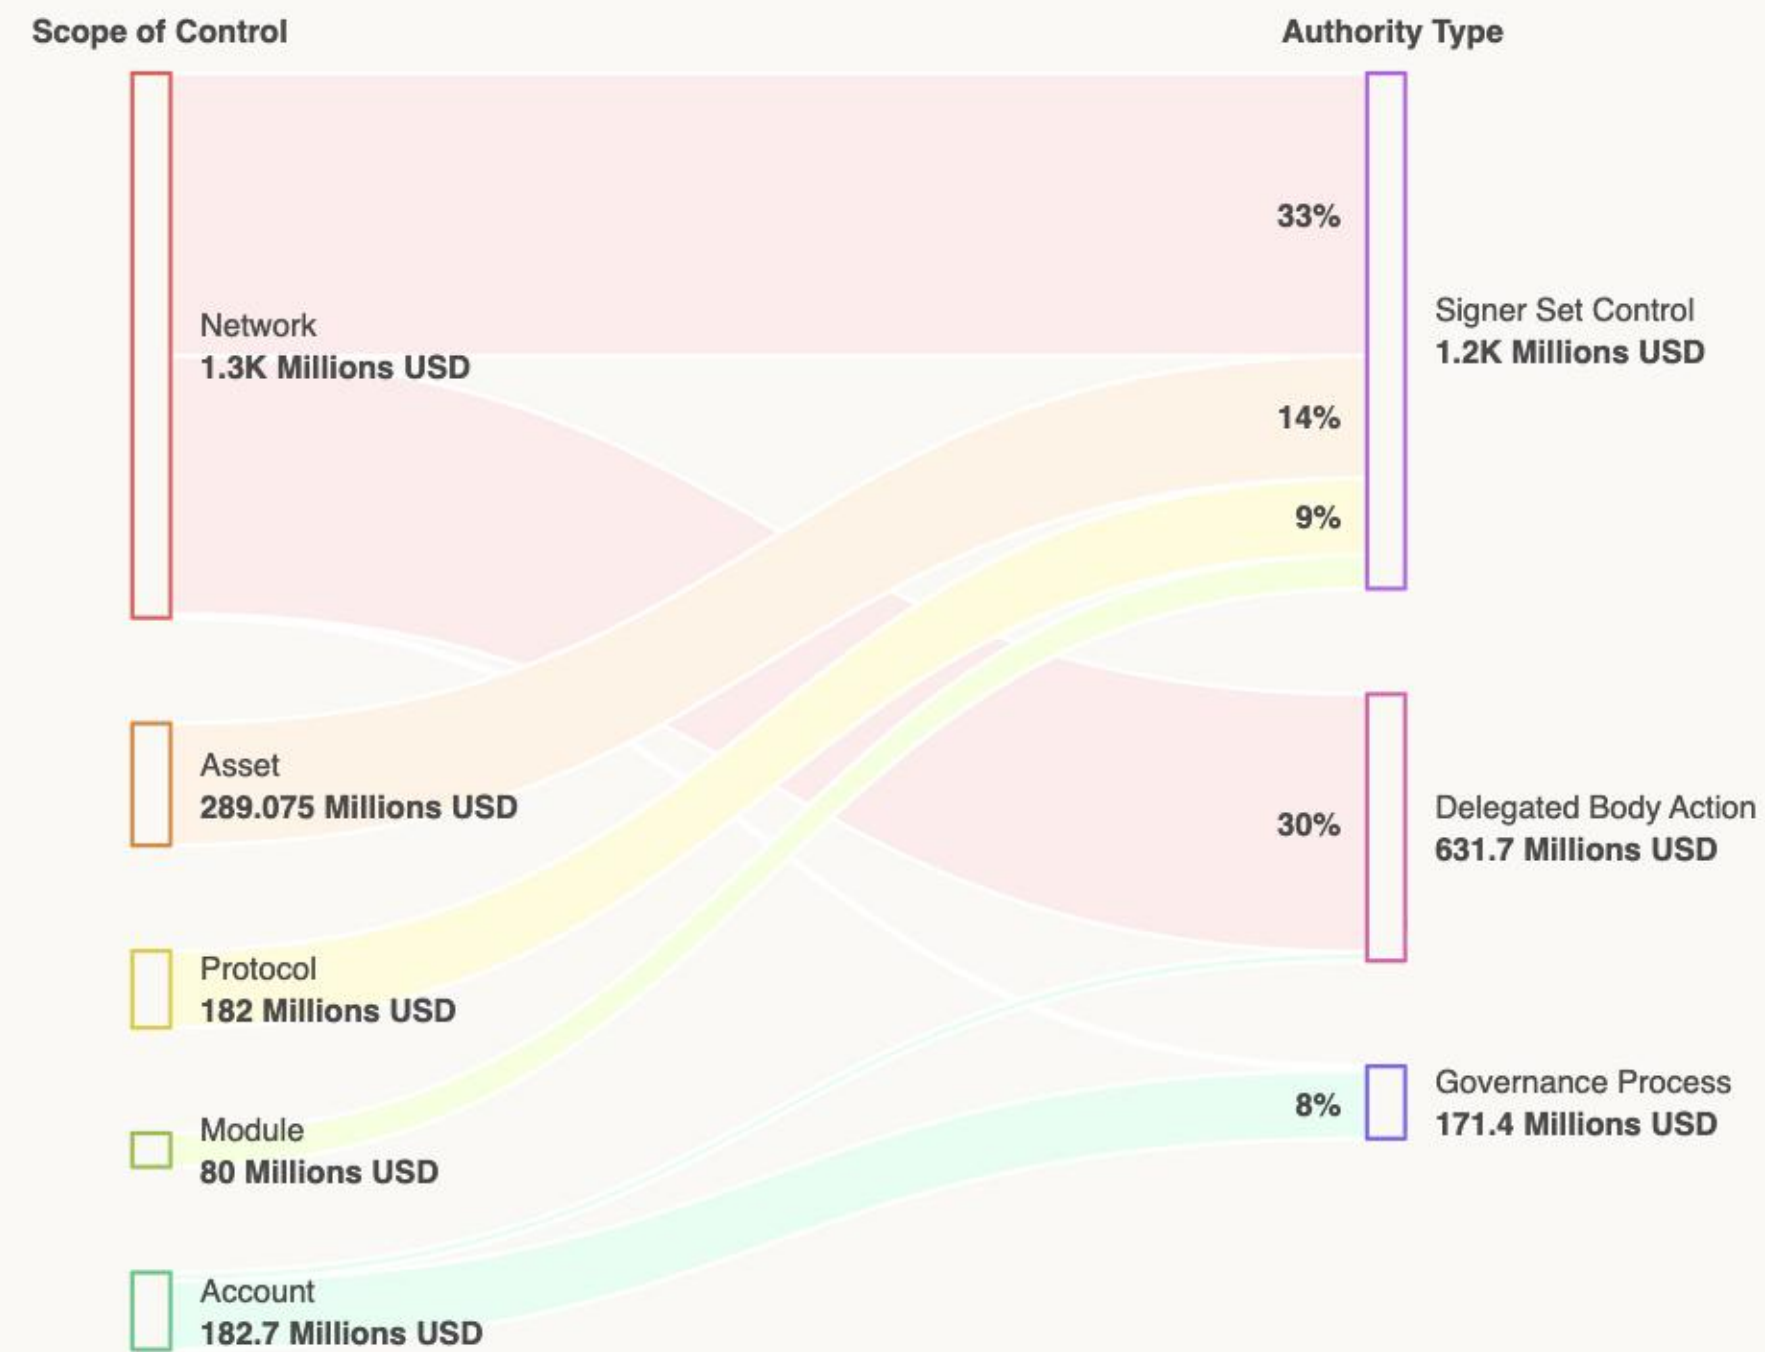 Scope of Control
Authority Type
33%
Network
1.3K Millions USD
Signer Set Control
1.2K Millions USD
14%
9%
Asset
289.075 Millions USD
30%
Delegated Body Action
631.7 Millions USD
Protocol
182 Millions USD
Module
80 Millions USD
8%
Governance Process
171.4 Millions USD
Account
182.7 Millions USD